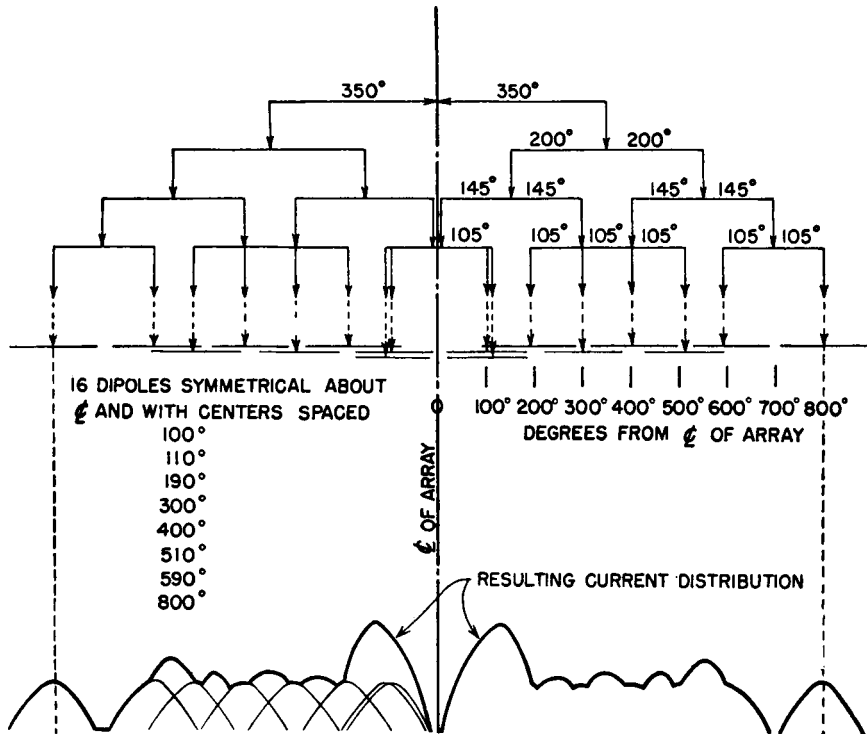 350° 350°
200° 200°
145° 145° 145° 145°
105° 105° 105° 105° 105° 105°
16 DIPOLES SYMMETRICAL ABOUT
℄ AND WITH CENTERS SPACED
100°
110°
190°
300°
400°
510°
590°
800°
0 100° 200° 300° 400° 500° 600° 700° 800°
DEGREES FROM ℄ OF ARRAY
℄ OF ARRAY
RESULTING CURRENT DISTRIBUTION